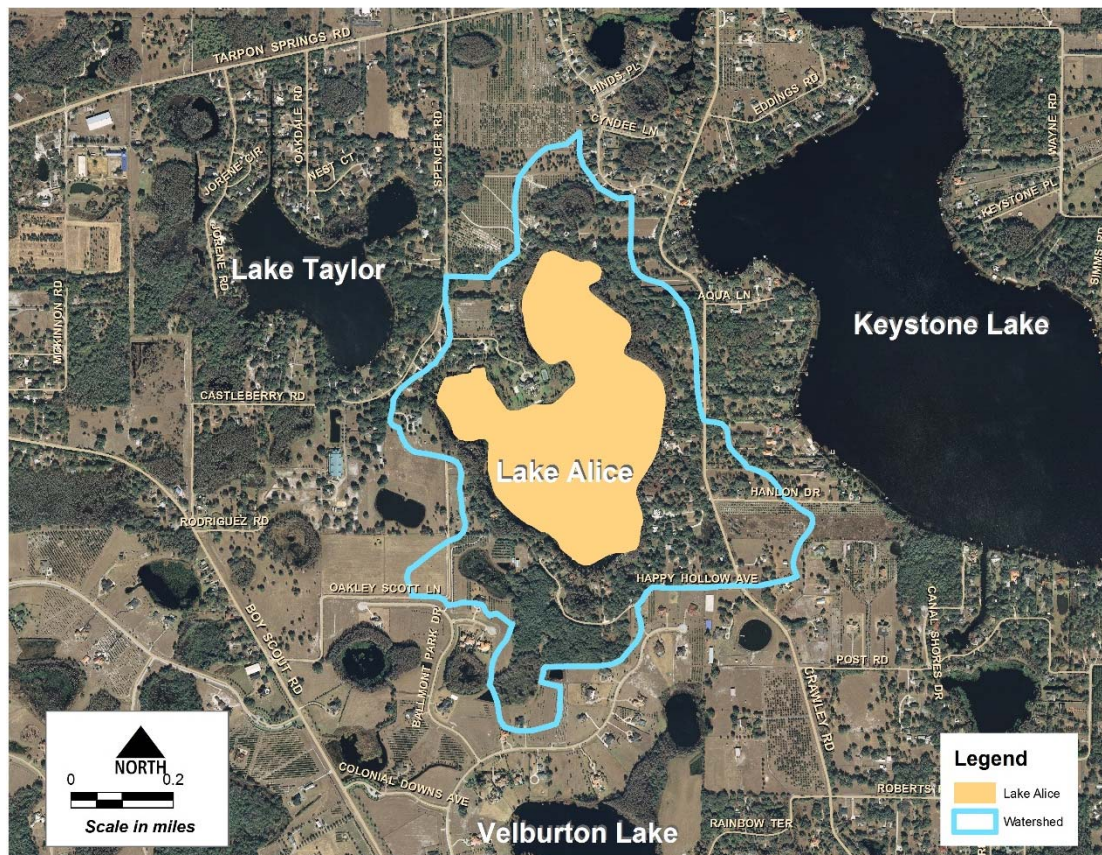 TARPON SPRINGS RD
HINDS PL
EDDINGS RD
CYNDEE LN
OAKDALE RD
SPENCER RD
WAYNE RD
JORENE CIR
NEST CT
KEYSTONE PL
JORENE RD
Lake Taylor
SIMMS RD
AQUA LN
MCKINNON RD
Keystone Lake
CASTLEBERRY RD
Lake Alice
HANLON DR
RODRIGUEZ RD
HAPPY HOLLOW AVE
OAKLEY SCOTT LN
BOY SCOUT RD
BALLMONT PARK DR
CANAL SHORES DR
POST RD
CRAWLEY RD
NORTH
0 0.2
Scale in miles
COLONIAL DOWNS AVE
Legend
Lake Alice
Watershed
ROBERTS
RAINBOW TER
Velburton Lake